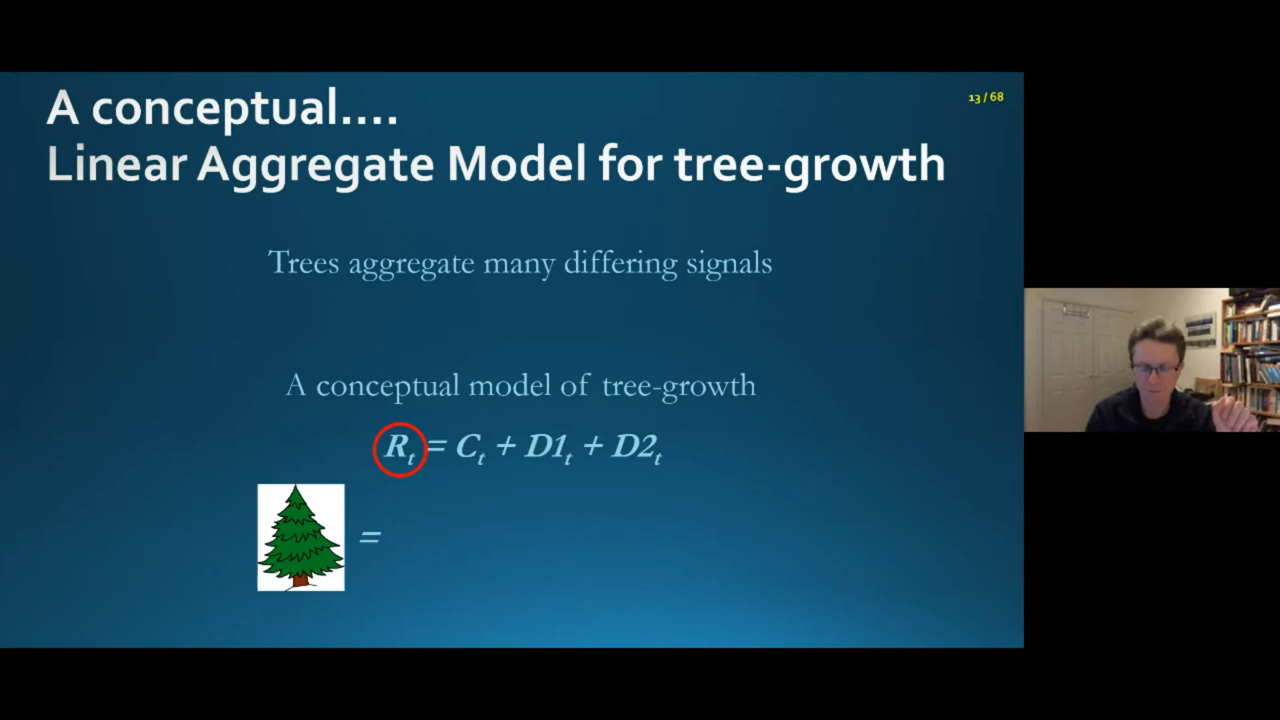 A conceptual....
13 / 68
Linear Aggregate Model for tree-growth
Trees aggregate many differing signals
A conceptual model of tree-growth
Rt = Ct + D1t + D2t
=